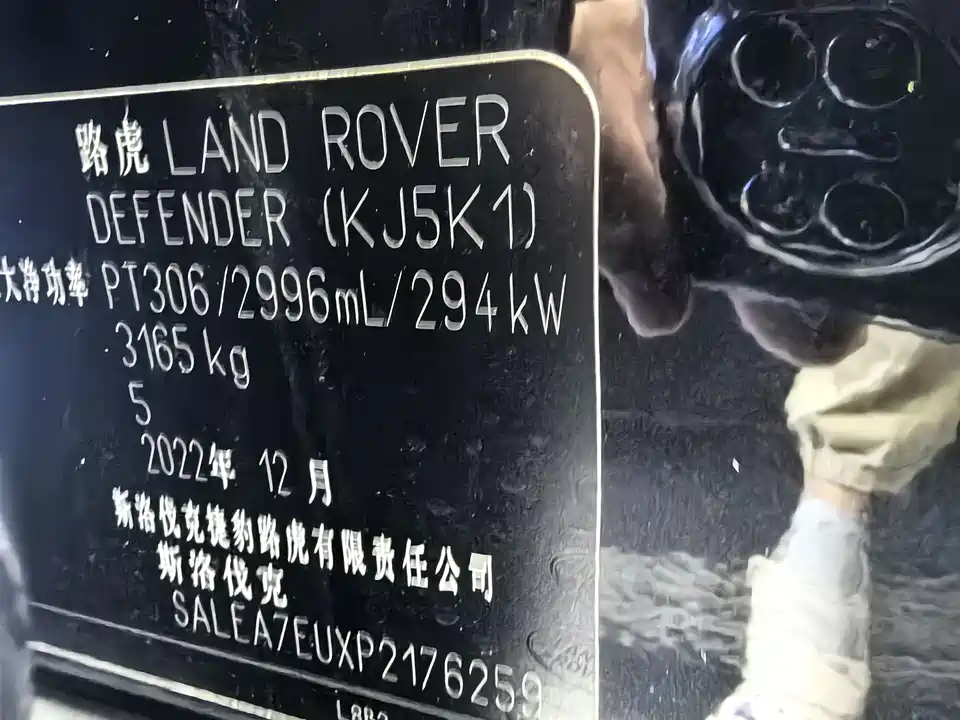 路虎 LAND ROVER
DEFENDER (KJ5K1)
大净功率 PT306/2996mL/294kW
3165kg
5
2022年 12月
斯洛伐克捷豹路虎有限责任公司
斯洛伐克
SALEA7EUXP2176259